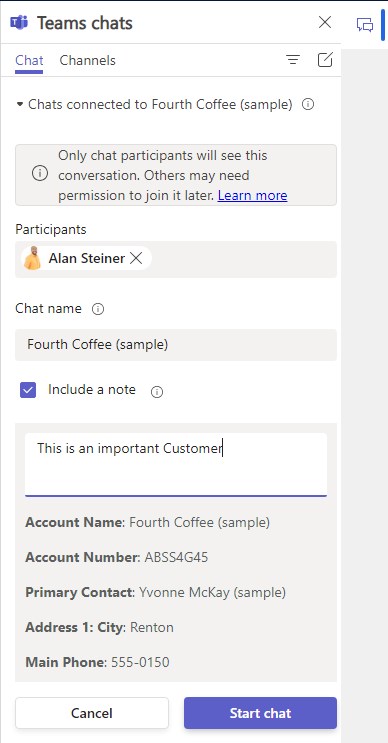 Teams chats
Chat Channels
Chats connected to Fourth Coffee (sample)
Only chat participants will see this
conversation. Others may need
permission to join it later. Learn more
Participants
Alan Steiner
Chat name
Fourth Coffee (sample)
Include a note
This is an important Customer
Account Name: Fourth Coffee (sample)
Account Number: ABSS4G45
Primary Contact: Yvonne McKay (sample)
Address 1: City: Renton
Main Phone: 555-0150
Cancel Start chat